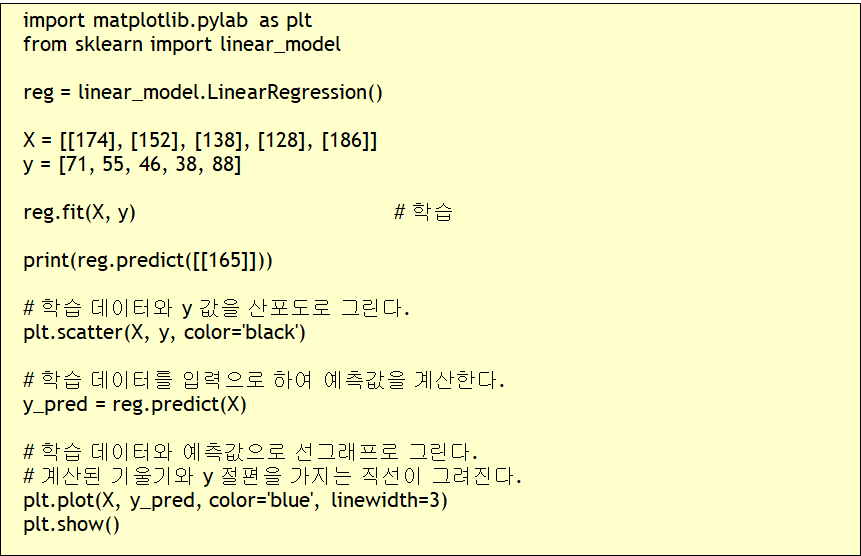 import matplotlib.pylab as plt
from sklearn import linear_model
reg = linear_model.LinearRegression()
X = [[174], [152], [138], [128], [186]]
y = [71, 55, 46, 38, 88]
reg.fit(X, y) # 학습
print(reg.predict([[165]]))
# 학습 데이터와 y 값을 산포도로 그린다.
plt.scatter(X, y, color='black')
# 학습 데이터를 입력으로 하여 예측값을 계산한다.
y_pred = reg.predict(X)
# 학습 데이터와 예측값으로 선그래프로 그린다.
# 계산된 기울기와 y 절편을 가지는 직선이 그려진다.
plt.plot(X, y_pred, color='blue', linewidth=3)
plt.show()